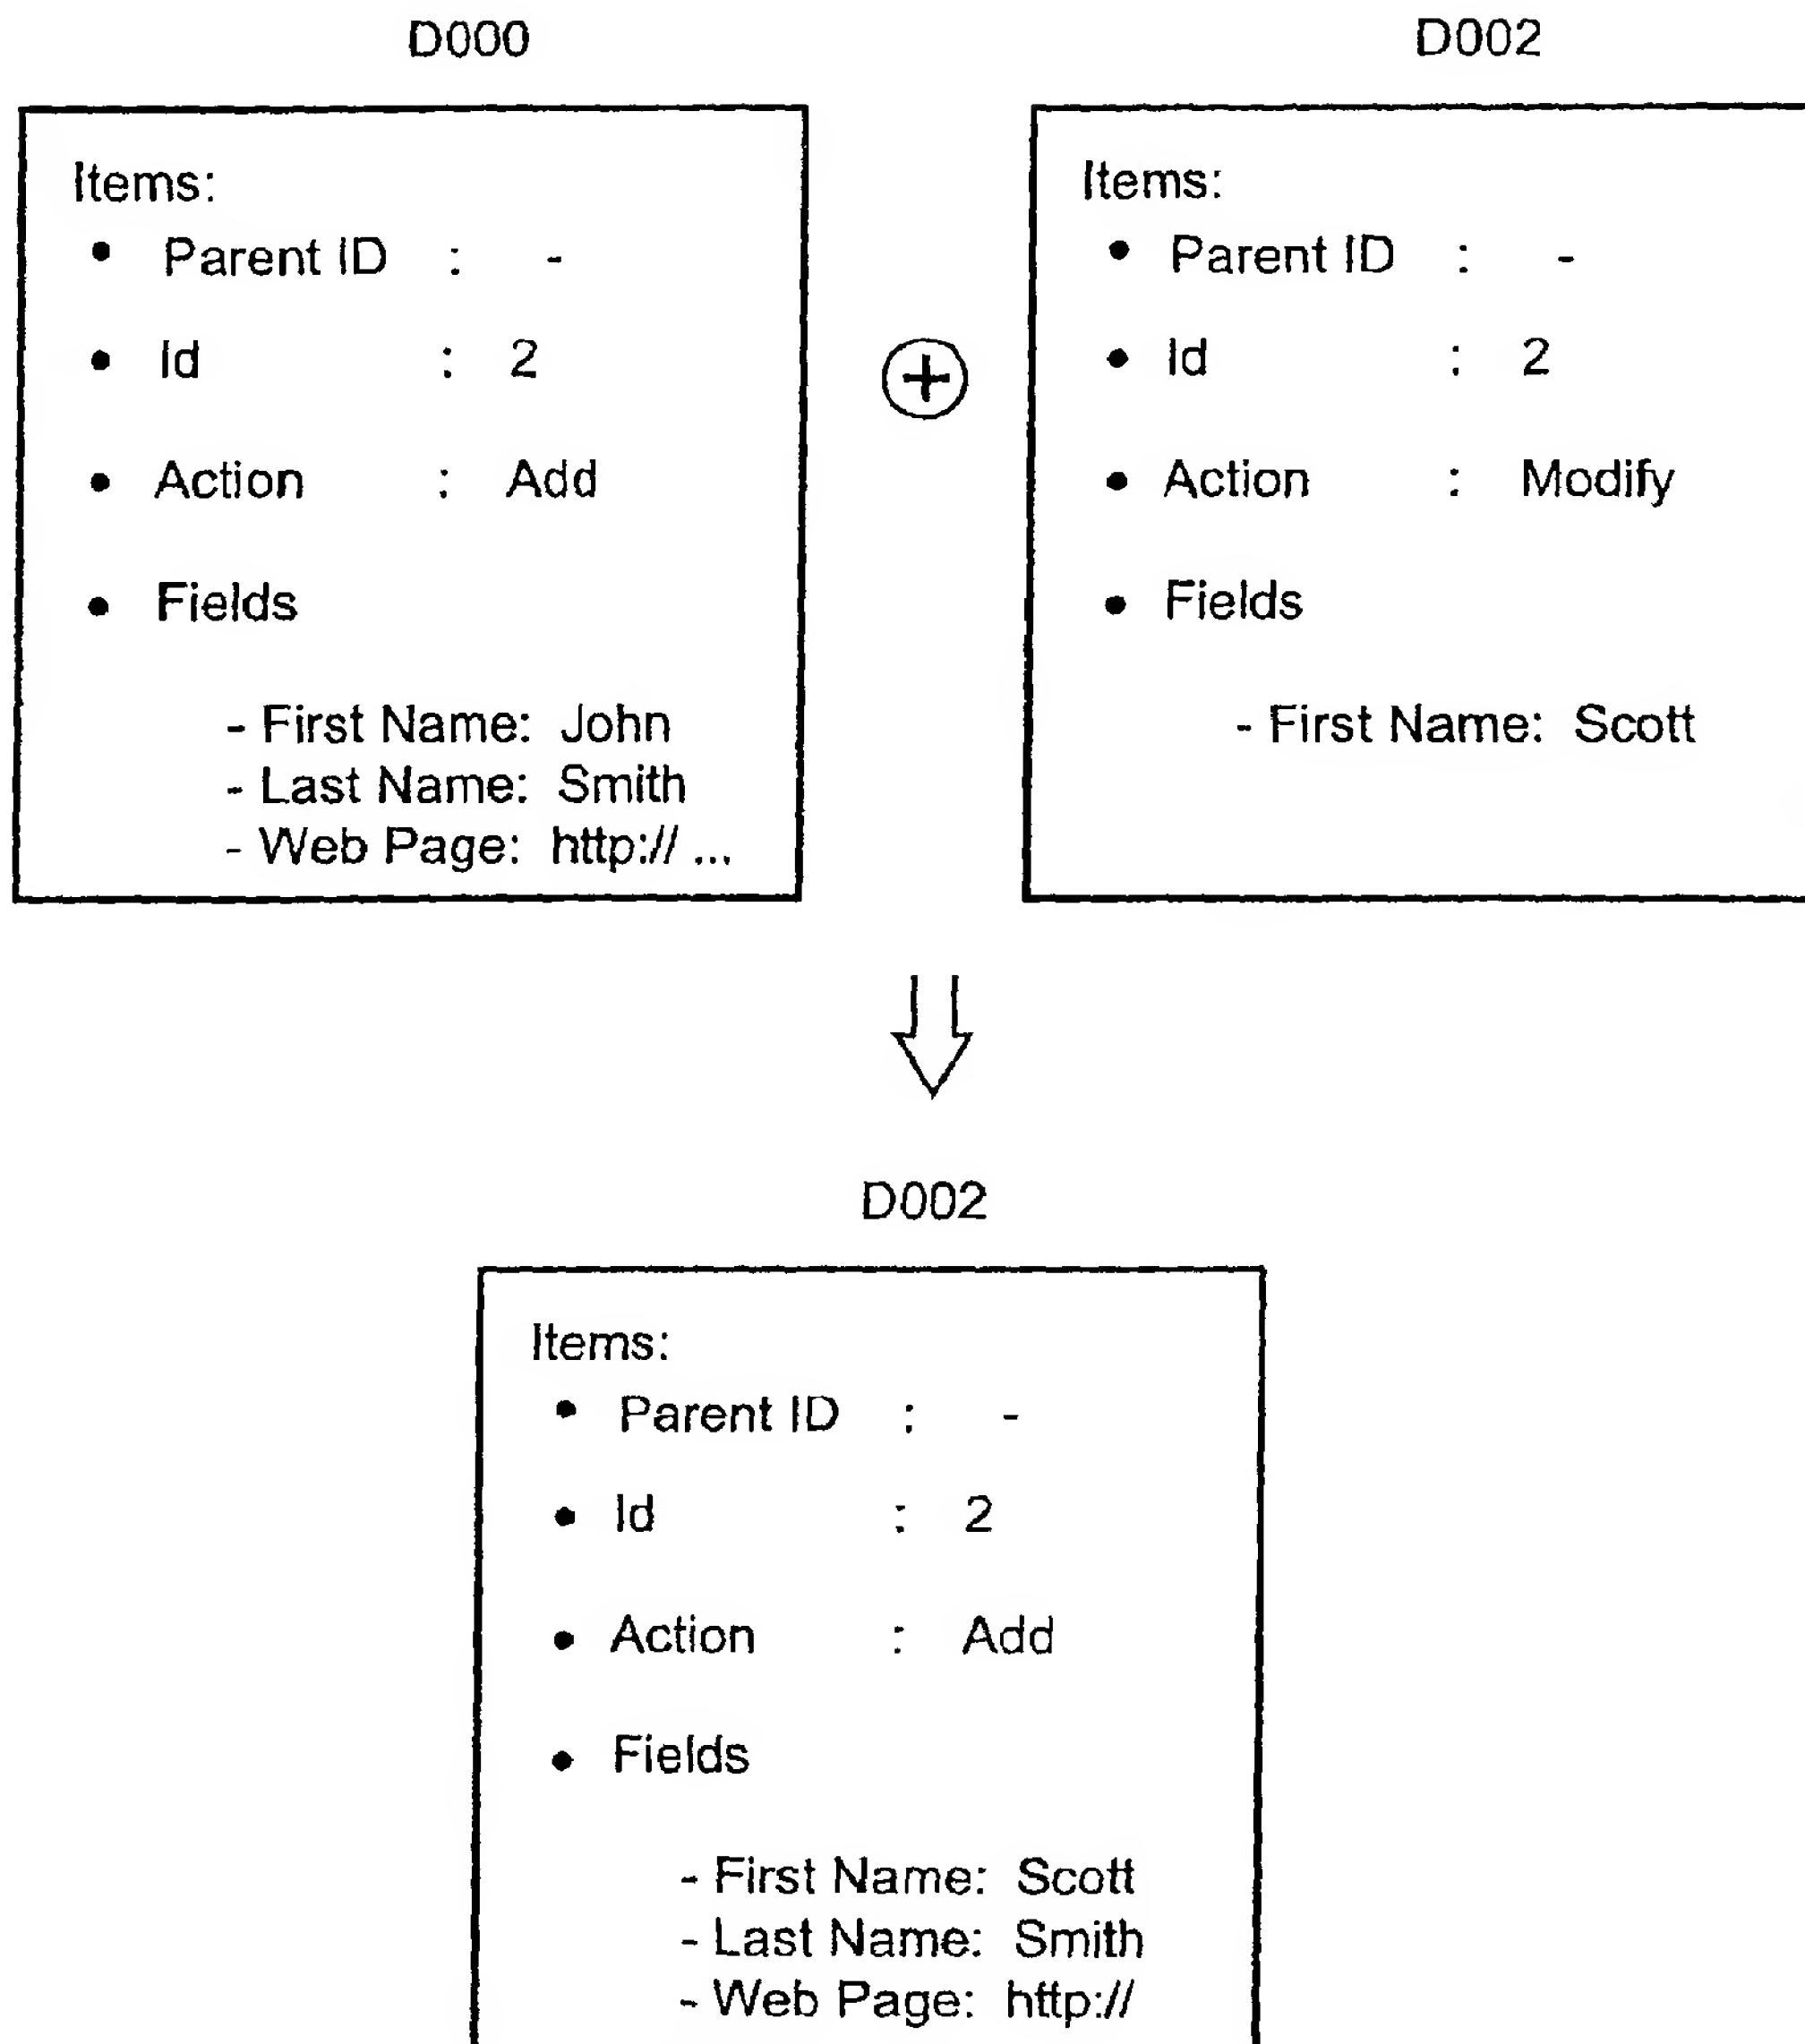 D000
Items:
• Parent ID : -
• Id : 2
• Action : Add
• Fields
- First Name: John
- Last Name: Smith
- Web Page: http:// ...
+
D002
Items:
• Parent ID : -
• Id : 2
• Action : Modify
• Fields
- First Name: Scott
D002
Items:
• Parent ID : -
• Id : 2
• Action : Add
• Fields
- First Name: Scott
- Last Name: Smith
- Web Page: http://